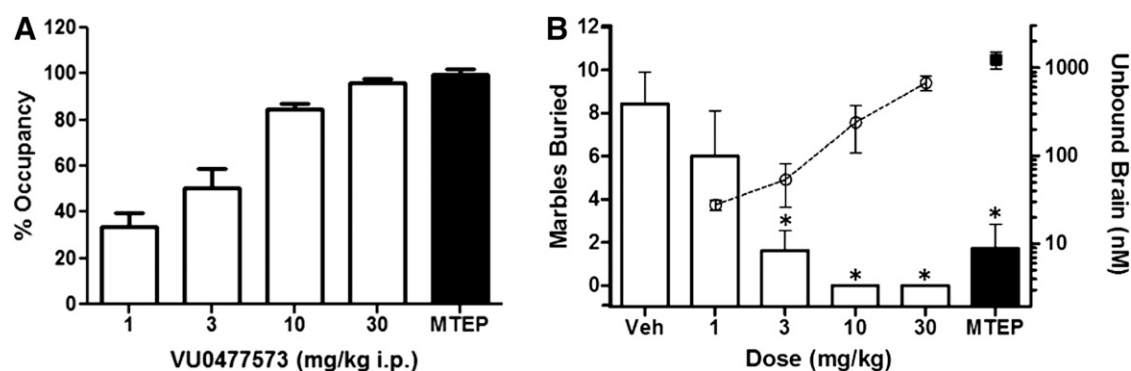 A
% Occupancy
120
100
80
60
40
20
0
1 3 10 30 MTEP
VU0477573 (mg/kg i.p.)
B
Marbles Buried
12
10
8
6
4
2
0
* * * *
Veh 1 3 10 30 MTEP
Dose (mg/kg)
1000
100
10
Unbound Brain (nM)